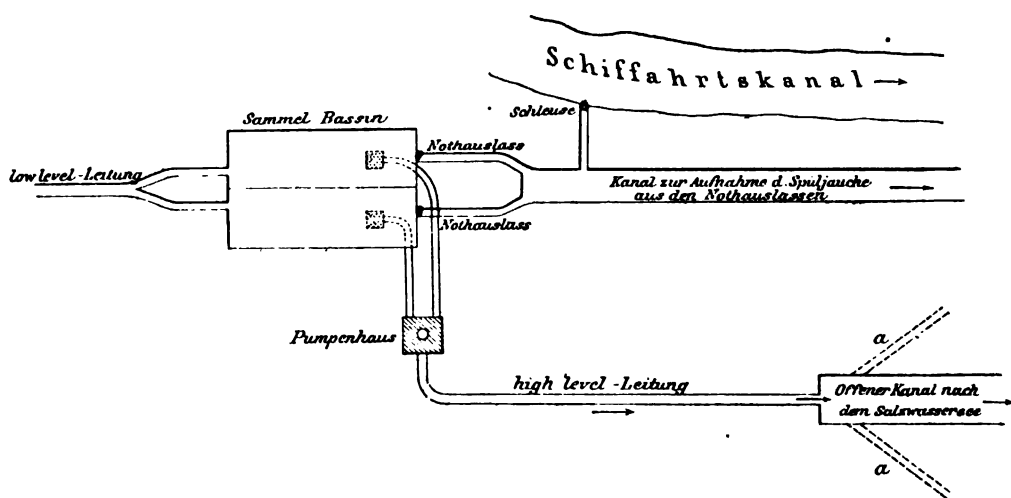 Schiffahrtskanal
Schleuse
Sammel Bassin
Nothauslass
low level-Leitung
Kanal zur Aufnahme d. Spüljauche
aus den Nothauslässen
Nothauslass
Pumpenhaus
a
high level-Leitung
Offener Kanal nach
dem Salzwassersee
a